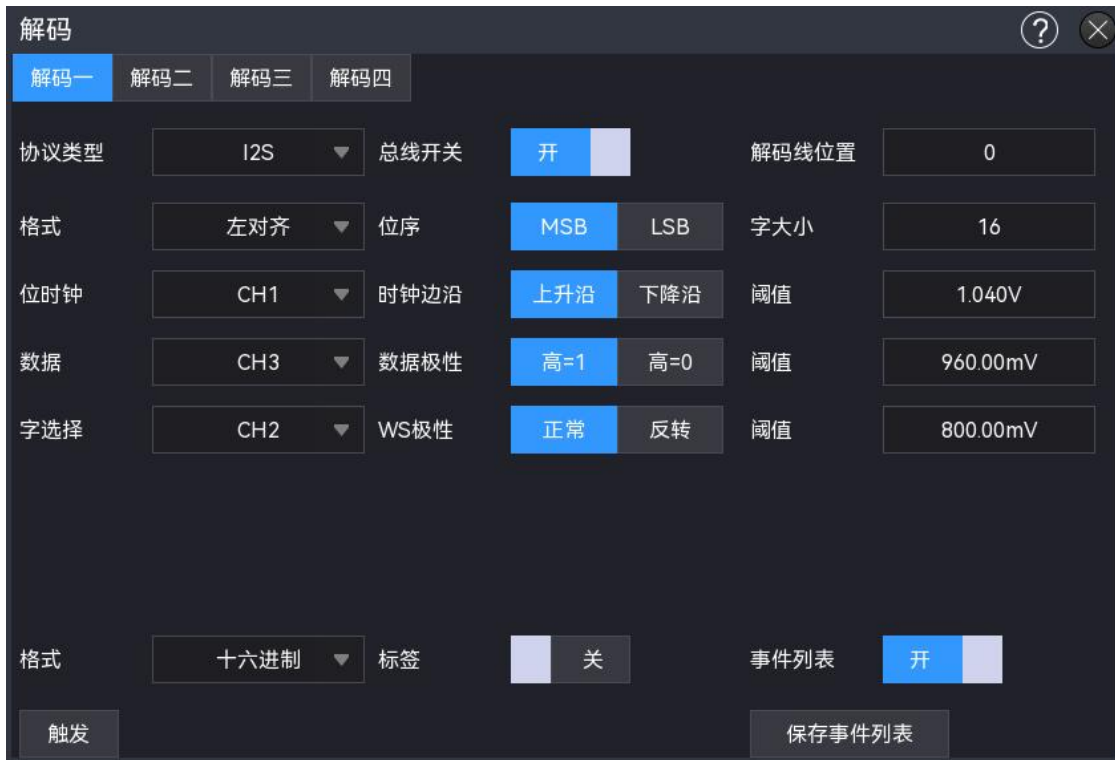 解码
解码一 解码二 解码三 解码四
协议类型 I2S 总线开关 开 解码线位置 0
格式 左对齐 位序 MSB LSB 字大小 16
位时钟 CH1 时钟边沿 上升沿 下降沿 阈值 1.040V
数据 CH3 数据极性 高=1 高=0 阈值 960.00mV
字选择 CH2 WS极性 正常 反转 阈值 800.00mV
格式 十六进制 标签 关 事件列表 开
触发 保存事件列表